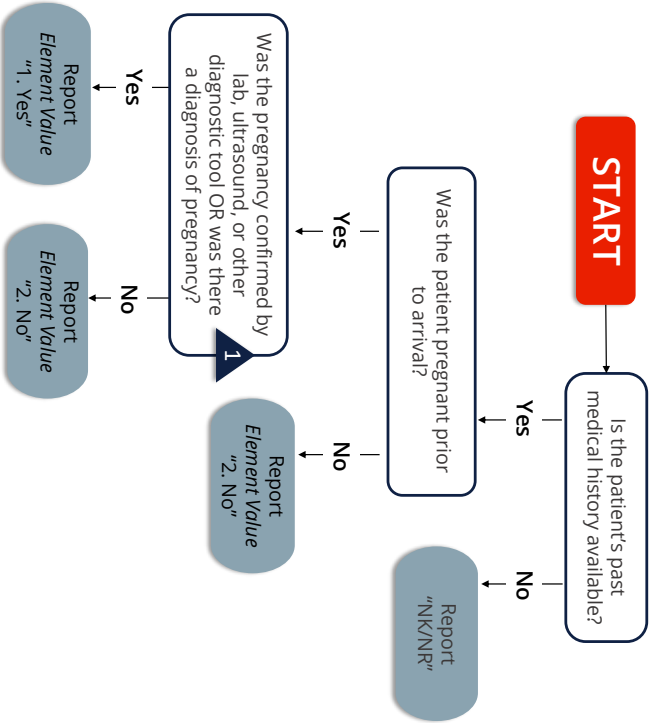 START
Is the patient's past
medical history available?
Yes
No
Was the patient pregnant prior
to arrival?
Report
"NK/NR"
Yes
No
Was the pregnancy confirmed by
lab, ultrasound, or other
diagnostic tool OR was there
a diagnosis of pregnancy?
1
Report
Element Value
"2. No"
Yes
No
Report
Element Value
"1. Yes"
Report
Element Value
"2. No"